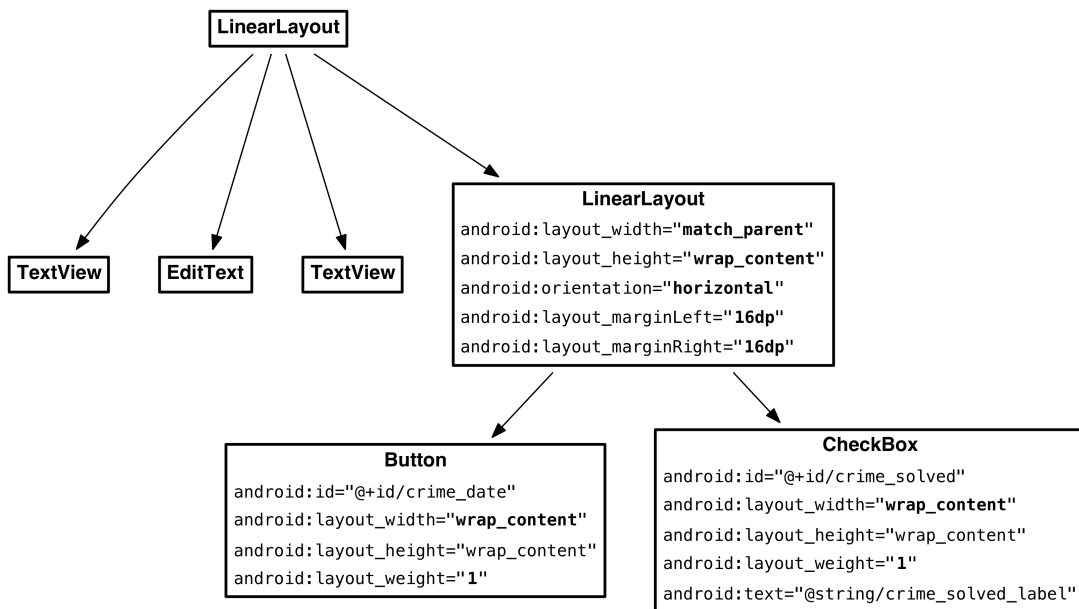 LinearLayout
TextView
EditText
TextView
LinearLayout
android:layout_width="match_parent"
android:layout_height="wrap_content"
android:orientation="horizontal"
android:layout_marginLeft="16dp"
android:layout_marginRight="16dp"
Button
android:id="@+id/crime_date"
android:layout_width="wrap_content"
android:layout_height="wrap_content"
android:layout_weight="1"
CheckBox
android:id="@+id/crime_solved"
android:layout_width="wrap_content"
android:layout_height="wrap_content"
android:layout_weight="1"
android:text="@string/crime_solved_label"